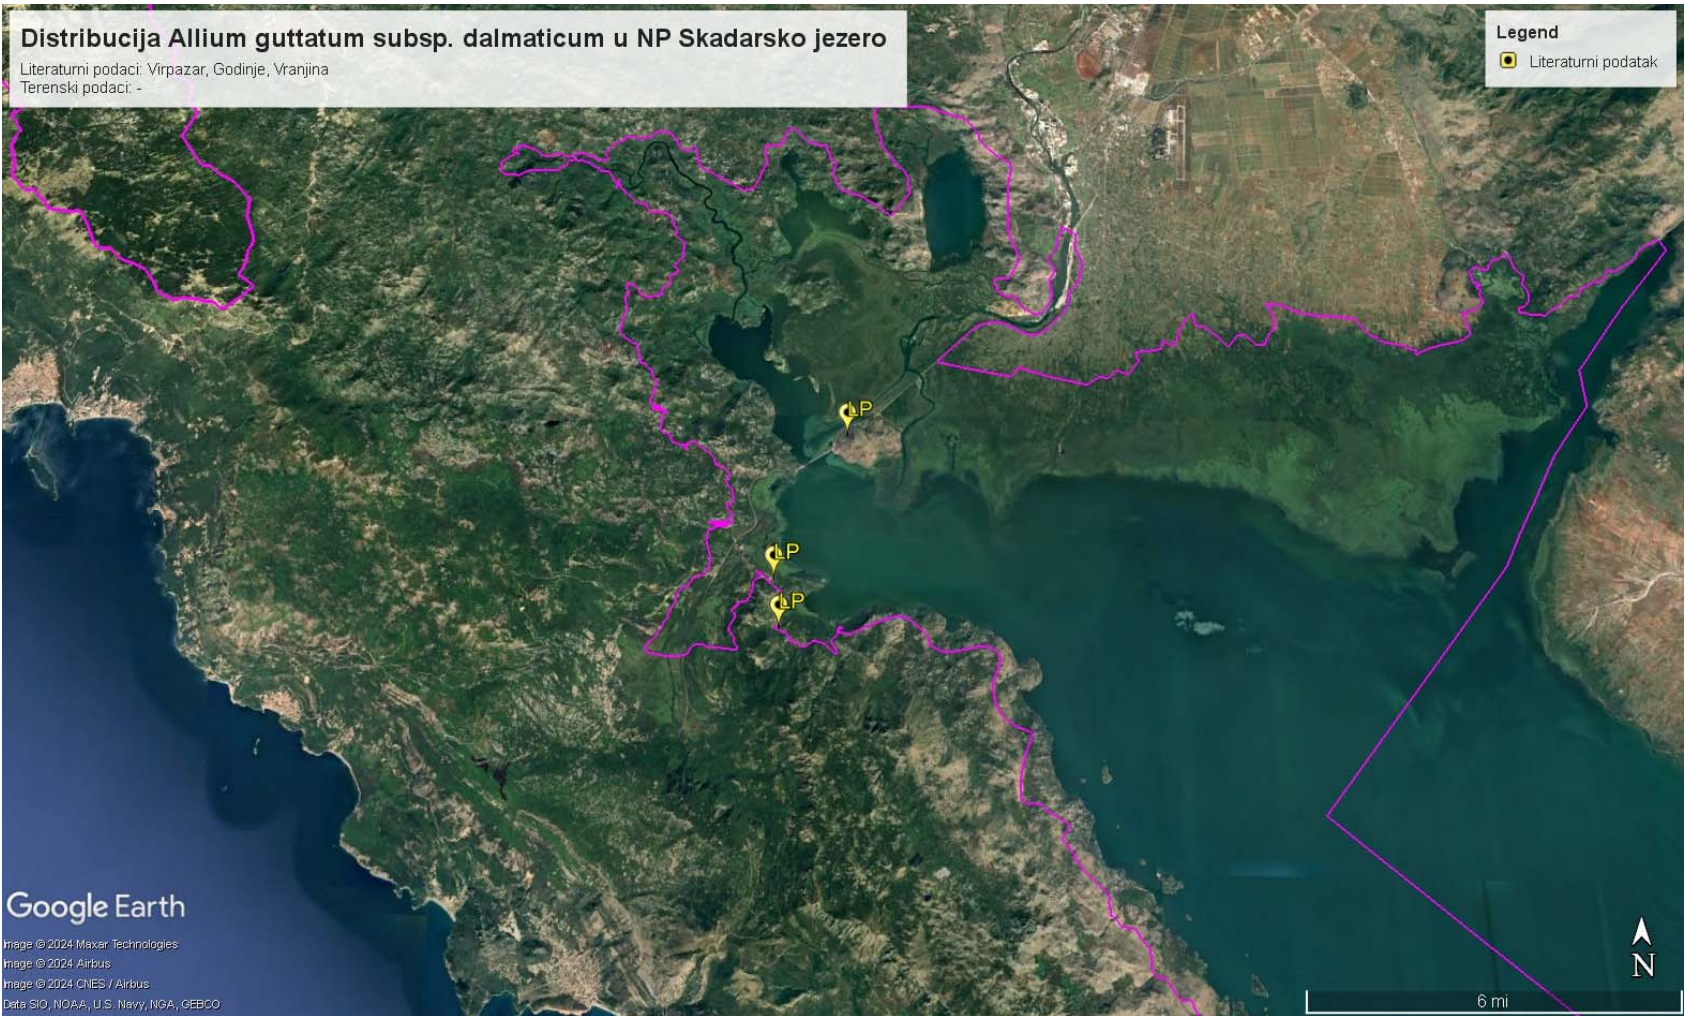 Distribucija Allium guttatum subsp. dalmaticum u NP Skadarsko jezero
Literaturni podaci: Virpazar, Godinje, Vranjina
Terenski podaci: -
Legend
Literaturni podatak
LP
LP
LP
Google Earth
Image © 2024 Maxar Technologies
Image © 2024 Airbus
Image © 2024 CNES / Airbus
Data SIO, NOAA, U.S. Navy, NGA, GEBCO
N
6 mi